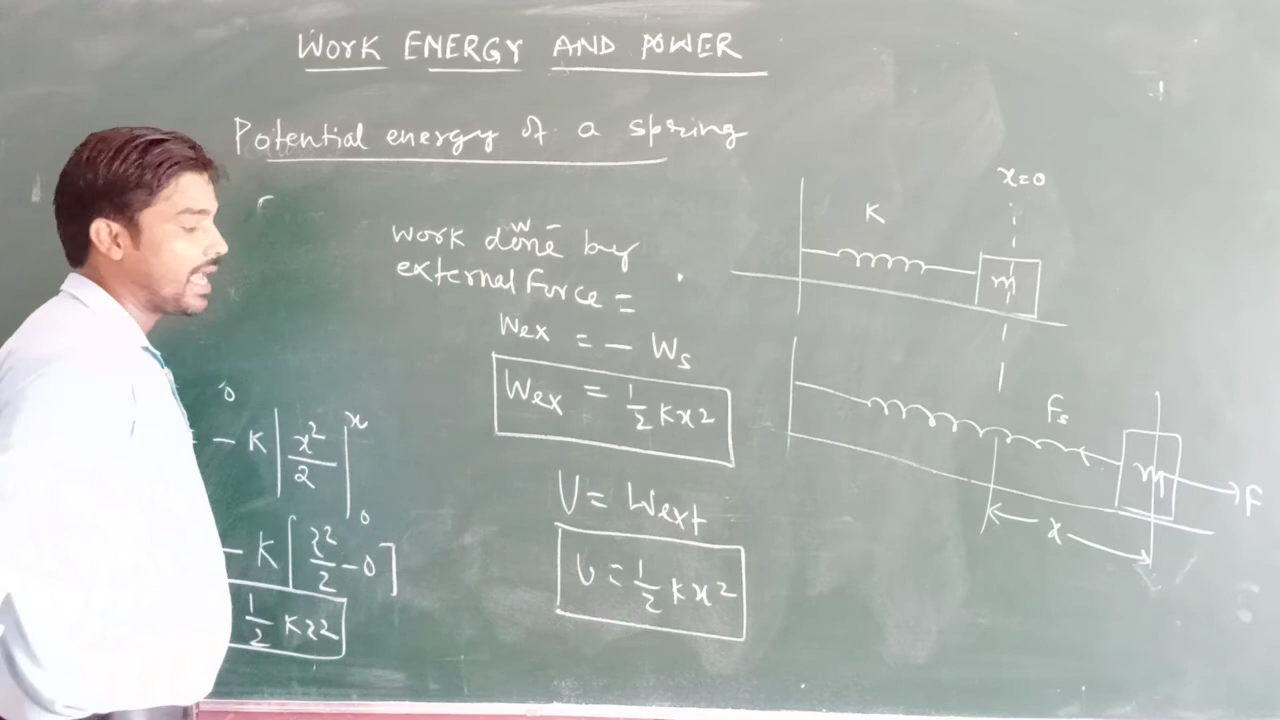 WORK ENERGY AND POWER
Potential energy of a spring
W -
work done by
external Force =
Wex = - Ws
Wex = 1/2 Kx2
U = Wext
U = 1/2 Kx2
0
- K | x2/2 | x 0
- K [ x2/2 - 0 ]
1/2 Kx2
x=0
K
m
Fs
m
F
x